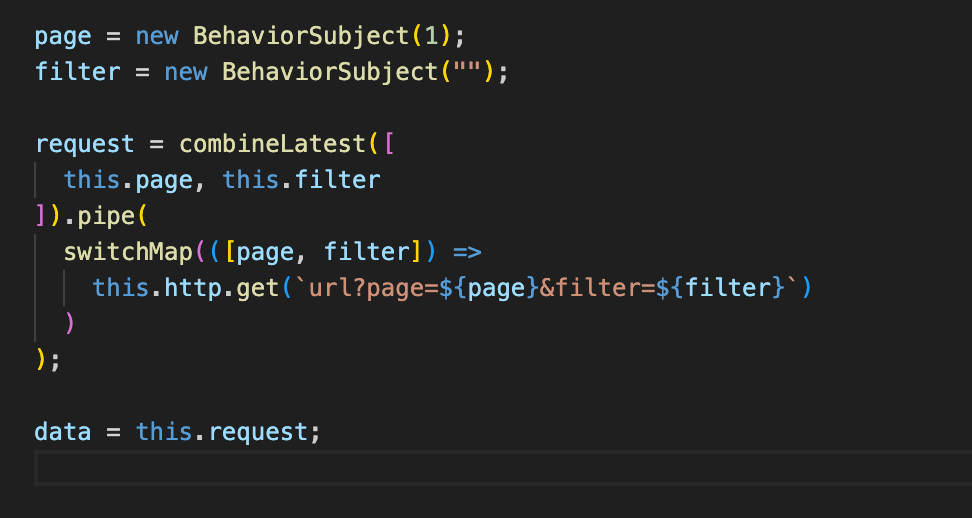 page = new BehaviorSubject(1);
filter = new BehaviorSubject("");
request = combineLatest([
this.page, this.filter
]).pipe(
switchMap(([page, filter]) =>
this.http.get(`url?page=${page}&filter=${filter}`)
)
);
data = this.request;